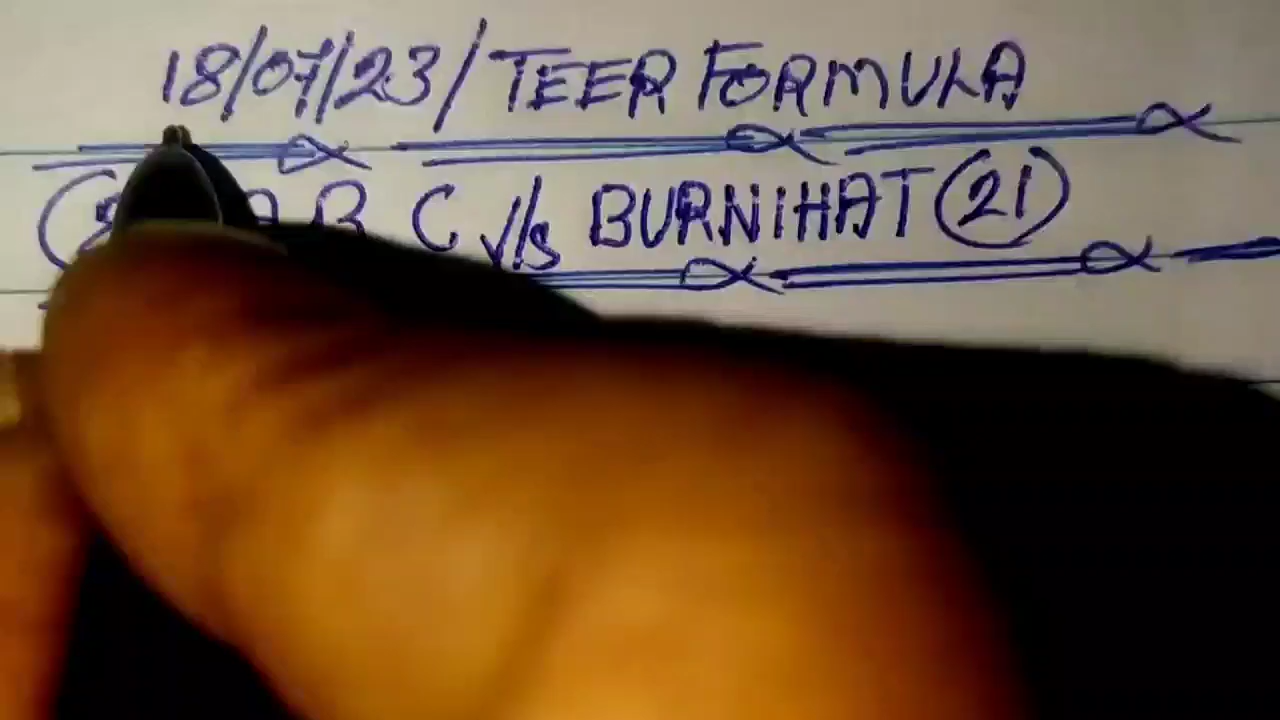 18/07/23/ TEER FORMULA
C V/s BURNIHAT (21)